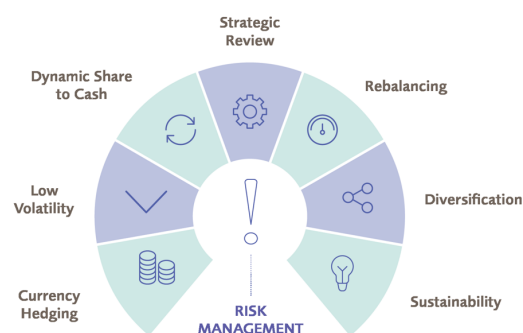 Strategic
Review
Dynamic Share
to Cash
Rebalancing
Low
Volatility
Diversification
Currency
Hedging
Sustainability
RISK
MANAGEMENT